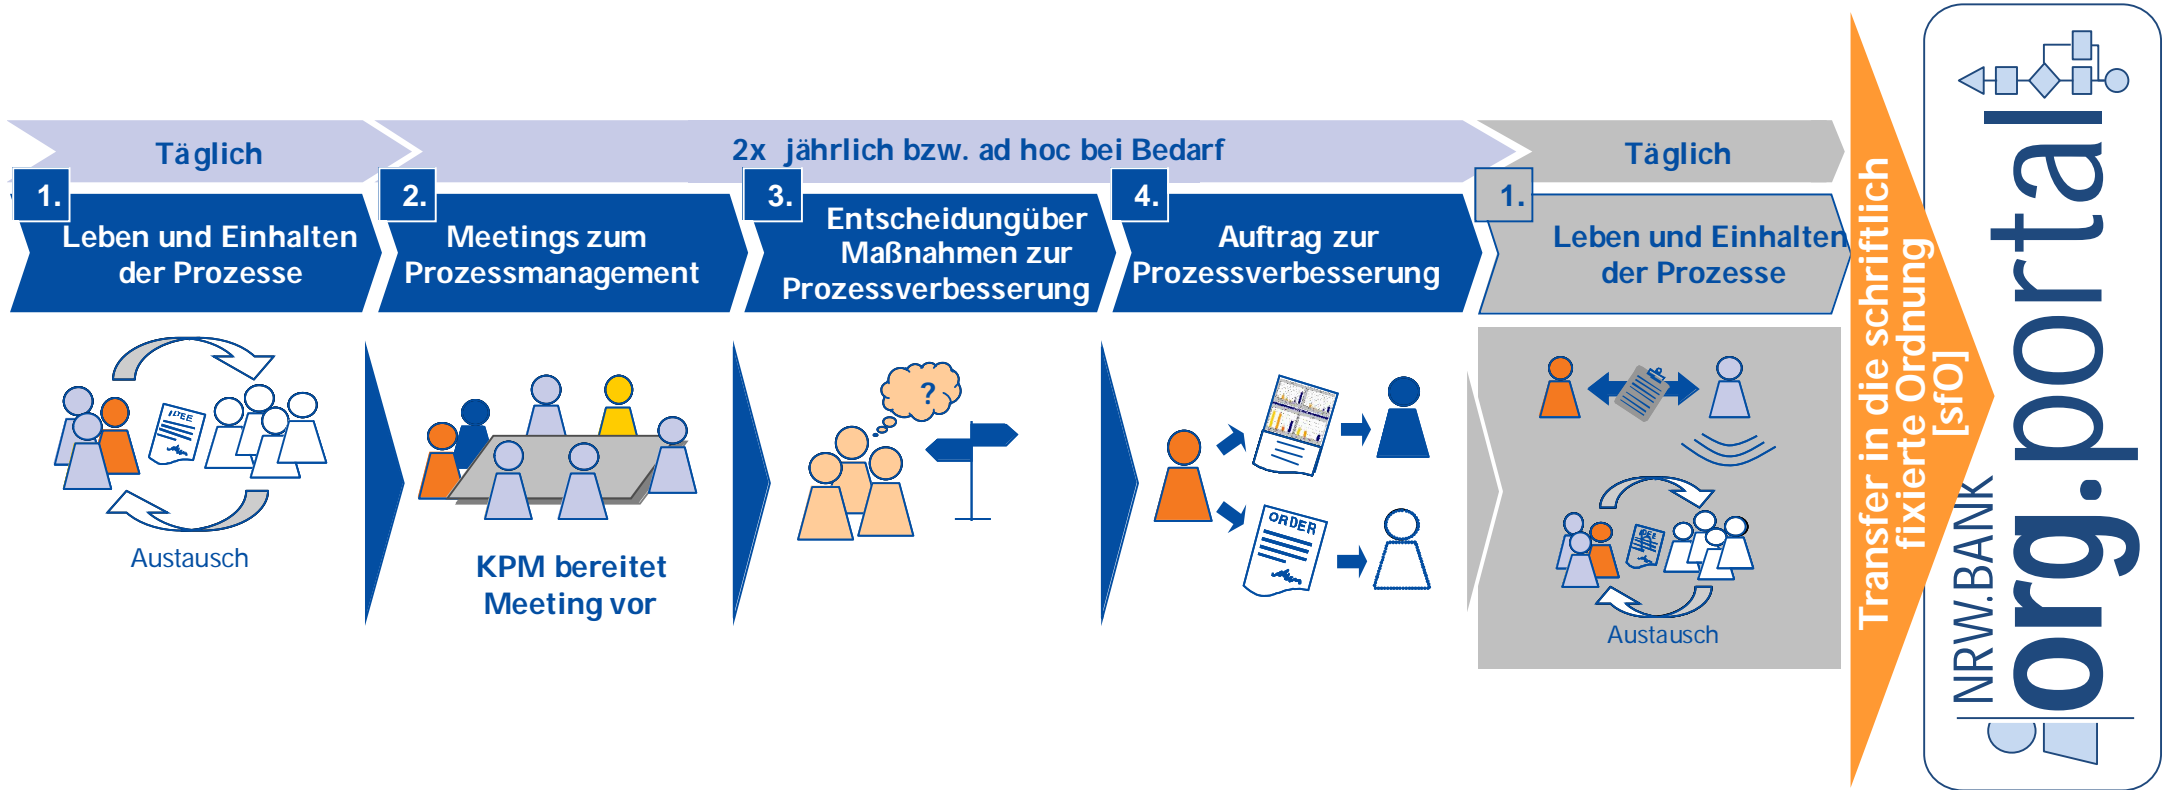 Täglich
2x jährlich bzw. ad hoc bei Bedarf
Täglich
1.
Leben und Einhalten
der Prozesse
2.
Meetings zum
Prozessmanagement
3.
Entscheidungüber
Maßnahmen zur
Prozessverbesserung
4.
Auftrag zur
Prozessverbesserung
1.
Leben und Einhalten
der Prozesse
IDEE
Austausch
KPM bereitet
Meeting vor
?
ORDER
IDEE
Austausch
Transfer in die schriftlich
fixierte Ordnung
[sfO]
NRW.BANK
org.portal